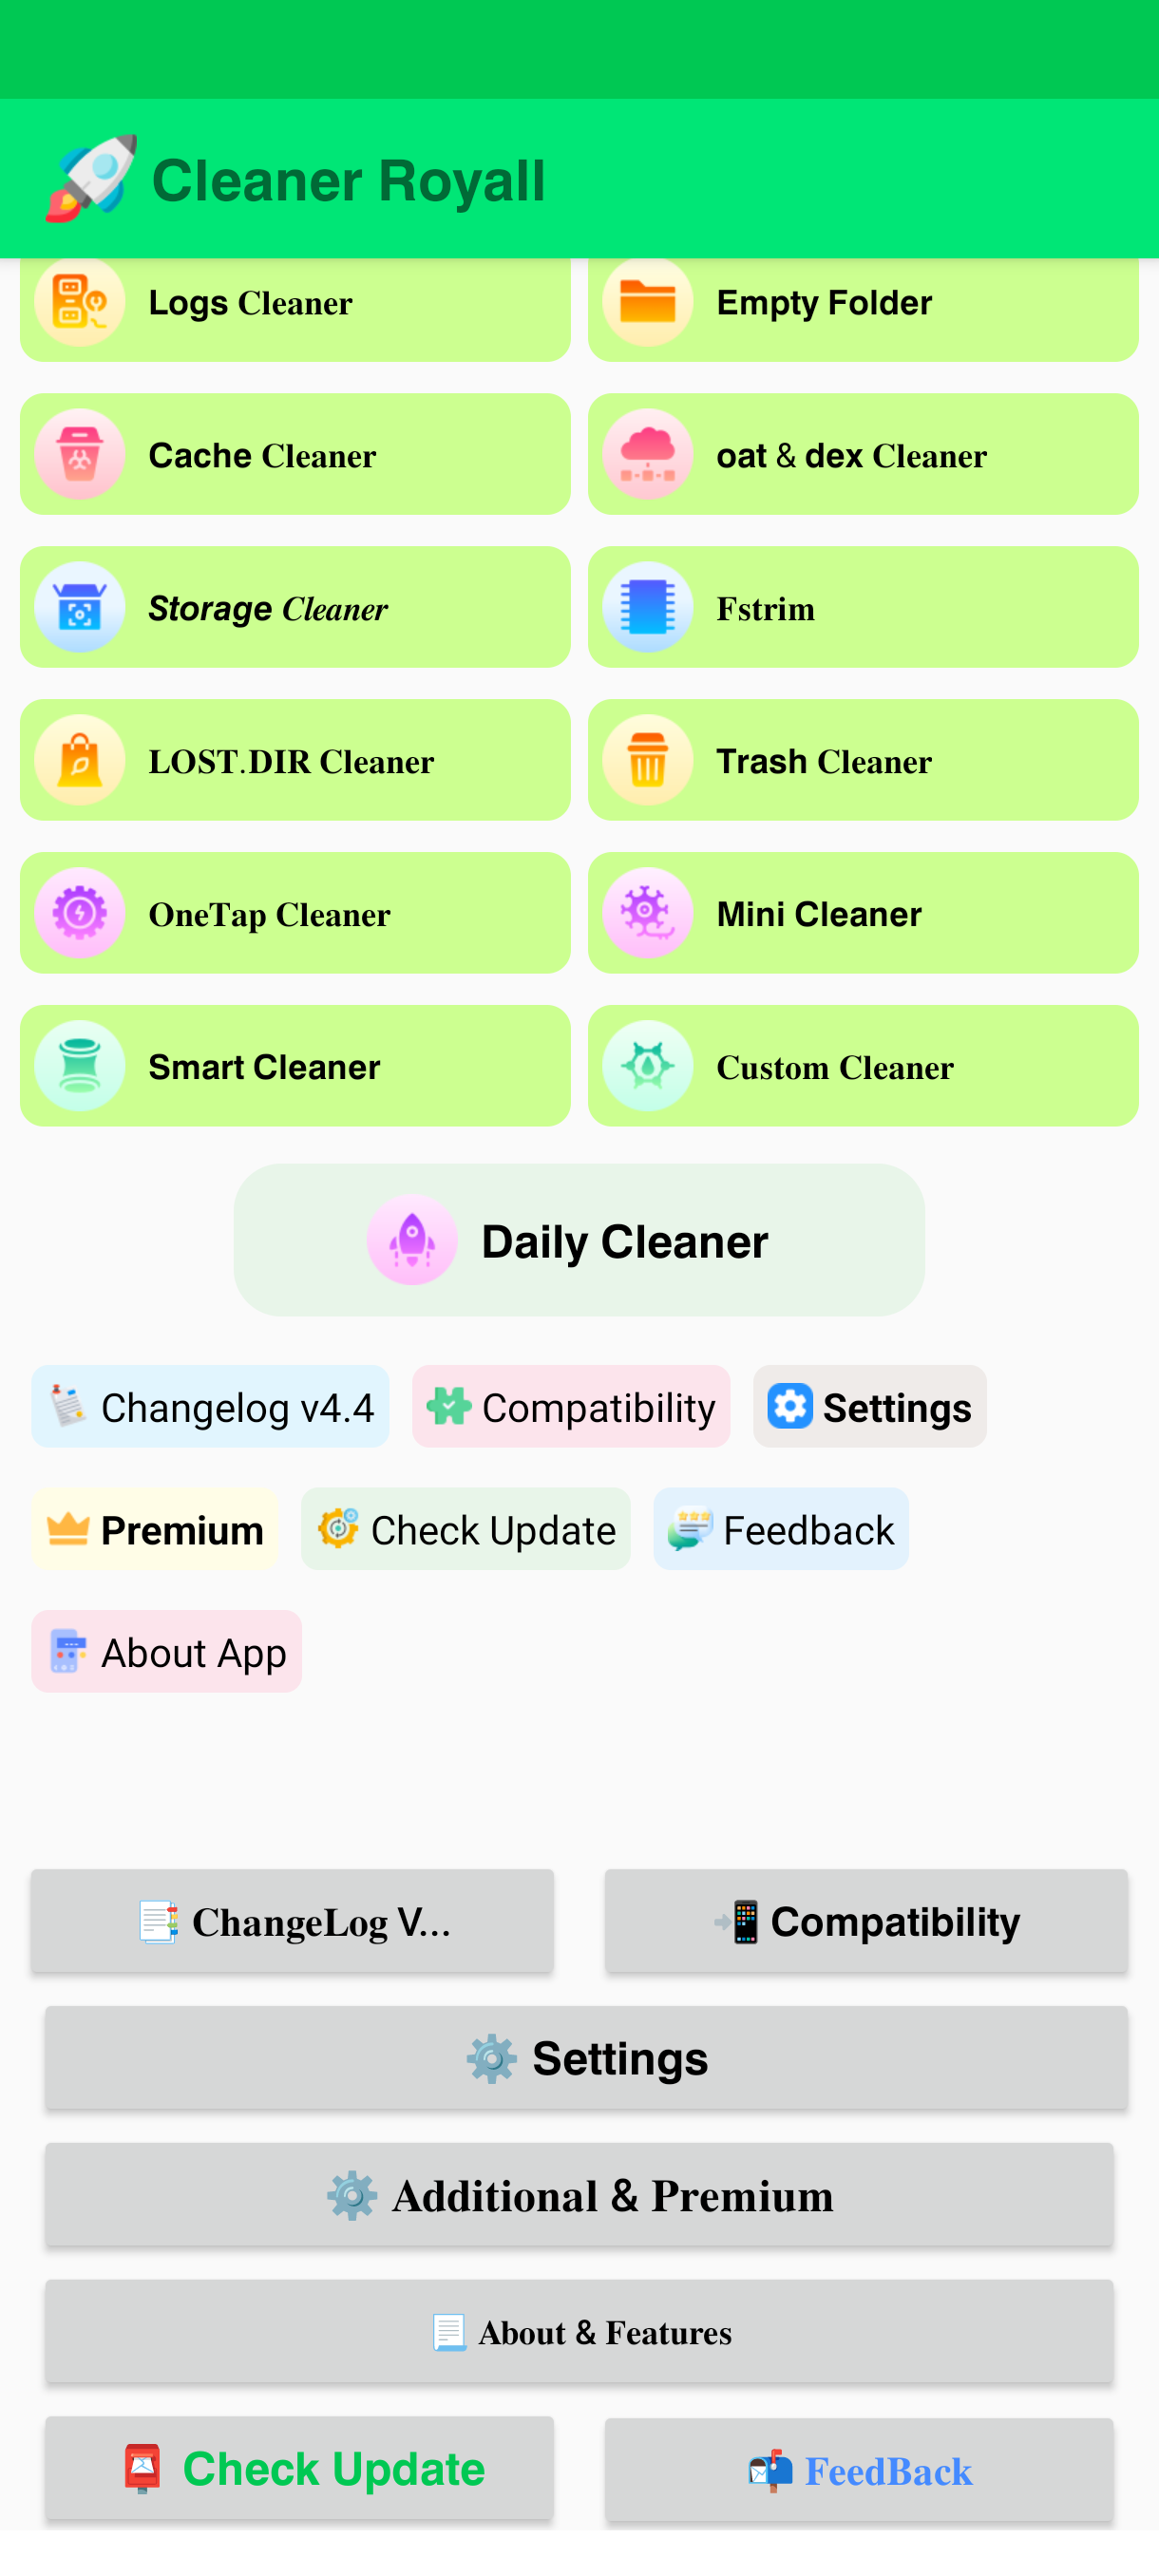 Cleaner Royall
Logs Cleaner
Empty Folder
Cache Cleaner
oat & dex Cleaner
Storage Cleaner
Fstrim
LOST.DIR Cleaner
Trash Cleaner
OneTap Cleaner
Mini Cleaner
Smart Cleaner
Custom Cleaner
Daily Cleaner
Changelog v4.4
Compatibility
Settings
Premium
Check Update
Feedback
About App
ChangeLog V...
Compatibility
Settings
Additional & Premium
About & Features
Check Update
FeedBack